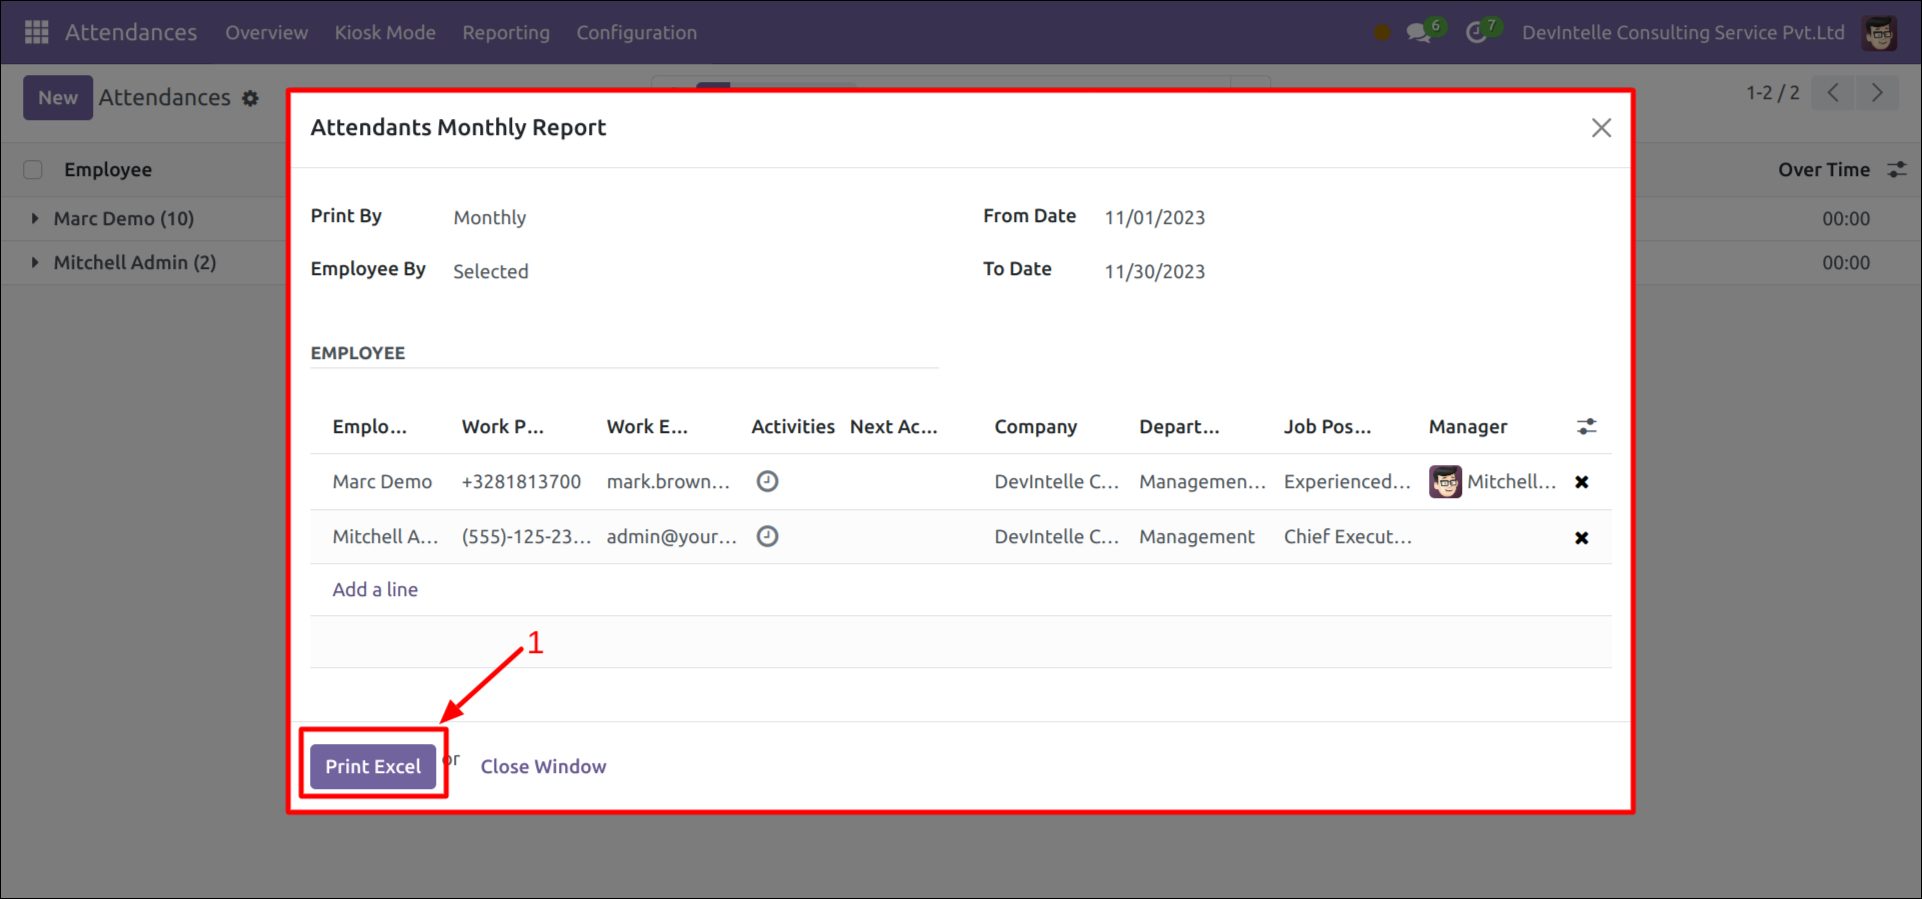 Attendances Overview Kiosk Mode Reporting Configuration 6 7 DevIntelle Consulting Service Pvt.Ltd
New Attendances 1-2 / 2
Attendants Monthly Report
Employee Over Time
Marc Demo (10) 00:00
Mitchell Admin (2) 00:00
Print By Monthly From Date 11/01/2023
Employee By Selected To Date 11/30/2023
EMPLOYEE
Emplo... Work P... Work E... Activities Next Ac... Company Depart... Job Pos... Manager
Marc Demo +3281813700 mark.brown... DevIntelle C... Managemen... Experienced... Mitchell...
Mitchell A... (555)-125-23... admin@your... DevIntelle C... Management Chief Execut...
Add a line
1
Print Excel or Close Window